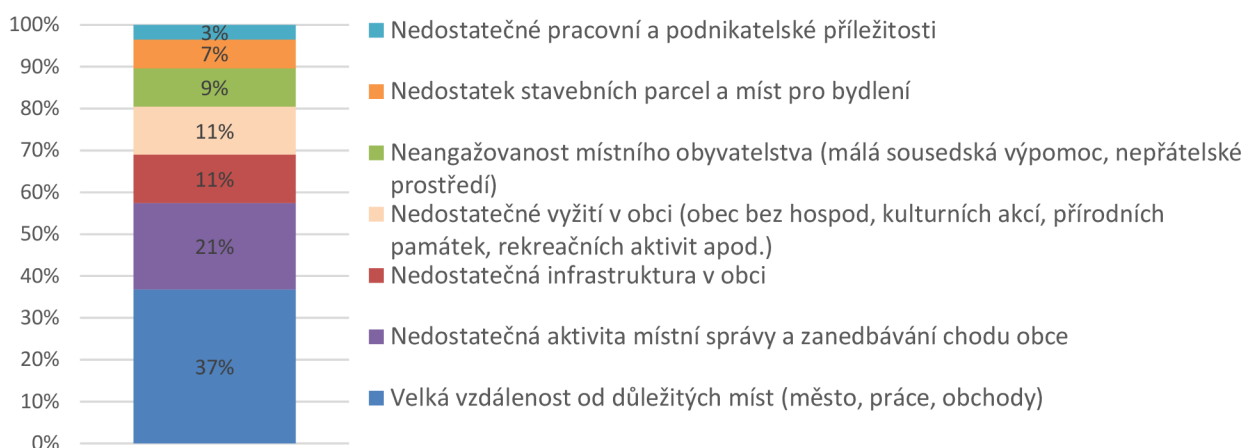 100%
90%
80%
70%
60%
50%
40%
30%
20%
10%
0%
3%
7%
9%
11%
11%
21%
37%
Nedostatečné pracovní a podnikatelské příležitosti
Nedostatek stavebních parcel a míst pro bydlení
Neangažovanost místního obyvatelstva (málá sousedská výpomoc, nepřátelské
prostředí)
Nedostatečné vyžití v obci (obec bez hospod, kulturních akcí, přírodních
památek, rekreačních aktivit apod.)
Nedostatečná infrastruktura v obci
Nedostatečná aktivita místní správy a zanedbávání chodu obce
Velká vzdálenost od důležitých míst (město, práce, obchody)